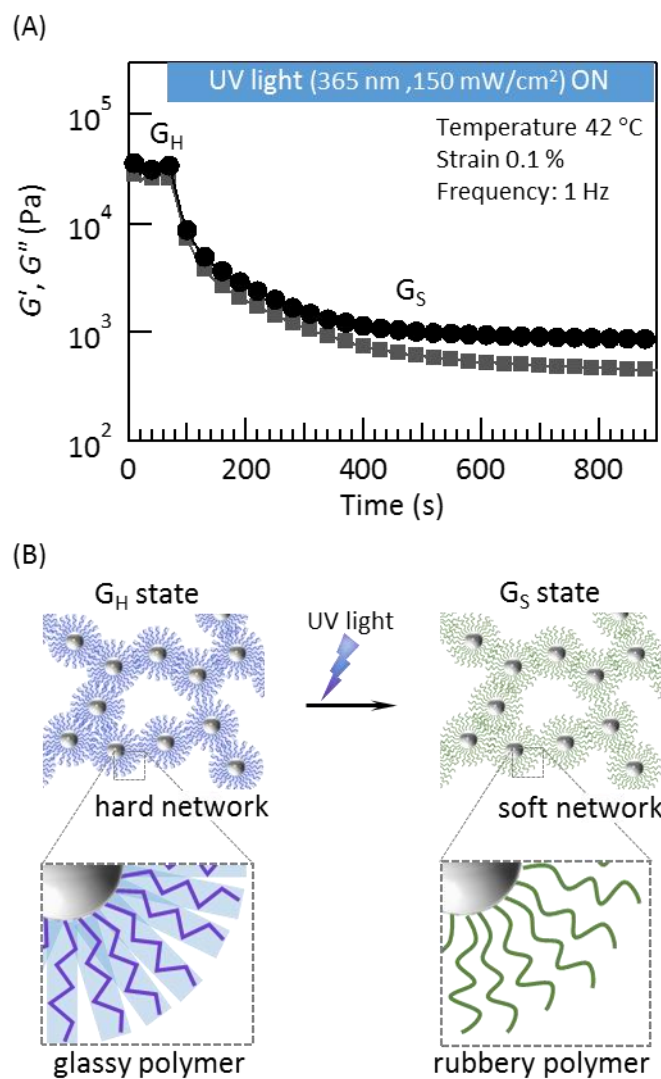 (A)
UV light (365 nm ,150 mW/cm²) ON
10⁵
10⁴
10³
10²
G', G'' (Pa)
G_H
Temperature 42 °C
Strain 0.1 %
Frequency: 1 Hz
G_S
0
200
400
600
800
Time (s)
(B)
G_H state
G_S state
UV light
hard network
soft network
glassy polymer
rubbery polymer